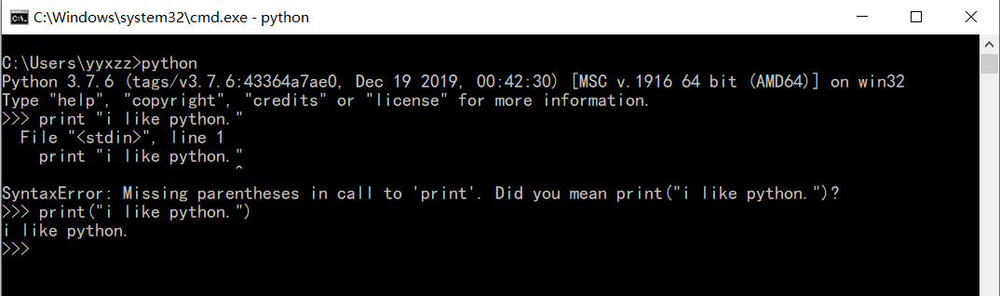 C:\Windows\system32\cmd.exe - python
C:\Users\yyxzz>python
Python 3.7.6 (tags/v3.7.6:43364a7ae0, Dec 19 2019, 00:42:30) [MSC v.1916 64 bit (AMD64)] on win32
Type "help", "copyright", "credits" or "license" for more information.
>>> print "i like python."
  File "<stdin>", line 1
    print "i like python."
                         ^
SyntaxError: Missing parentheses in call to 'print'. Did you mean print("i like python.")?
>>> print("i like python.")
i like python.
>>>